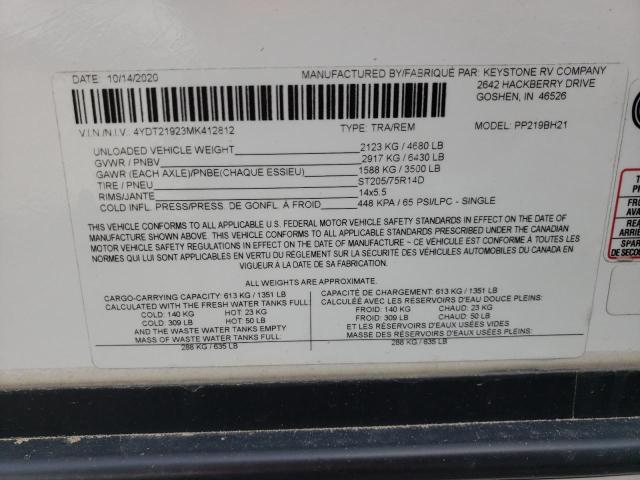 DATE: 10/14/2020
MANUFACTURED BY/FABRIQUÉ PAR: KEYSTONE RV COMPANY
2642 HACKBERRY DRIVE
GOSHEN, IN 46526
V.I.N./N.I.V.: 4YDT21923MK412812 TYPE: TRA/REM MODEL: PP219BH21
UNLOADED VEHICLE WEIGHT: 2123 KG / 4680 LB
GVWR / PNBV 2917 KG / 6430 LB
GAWR (EACH AXLE)/PNBE(CHAQUE ESSIEU) 1588 KG / 3500 LB
TIRE / PNEU ST205/75R14D
RIMS/JANTE 14x5.5
COLD INFL. PRESS/PRESS. DE GONFL. À FROID: 448 KPA / 65 PSI/LPC - SINGLE
THIS VEHICLE CONFORMS TO ALL APPLICABLE U.S. FEDERAL MOTOR VEHICLE SAFETY STANDARDS IN EFFECT ON THE DATE OF
MANUFACTURE SHOWN ABOVE. THIS VEHICLE CONFORMS TO ALL APPLICABLE STANDARDS PRESCRIBED UNDER THE CANADIAN
MOTOR VEHICLE SAFETY REGULATIONS IN EFFECT ON THE DATE OF MANUFACTURE ~ CE VÉHICULE EST CONFORME À TOUTES LES
NORMES QUI LUI SONT APPLICABLES EN VERTU DU RÈGLEMENT SUR LA SÉCURITÉ DES VÉHICULES AUTOMOBILES DU CANADA EN
VIGUEUR À LA DATE DE SA FABRICATION.
ALL WEIGHTS ARE APPROXIMATE.
CARGO-CARRYING CAPACITY: 613 KG / 1351 LB
CALCULATED WITH THE FRESH WATER TANKS FULL:
COLD: 140 KG HOT: 23 KG
COLD: 309 LB HOT: 50 LB
AND THE WASTE WATER TANKS EMPTY
MASS OF WASTE WATER TANKS FULL:
288 KG / 635 LB
CAPACITÉ DE CHARGEMENT: 613 KG / 1351 LB
CALCULÉE AVEC LES RÉSERVOIRS D'EAU DOUCE PLEINS:
FROID: 140 KG CHAUD: 23 KG
FROID: 309 LB CHAUD: 50 LB
ET LES RÉSERVOIRS D'EAUX USÉES VIDES
MASSE DES RÉSERVOIRS D'EAUX USÉES PLEINS:
288 KG / 635 LB
FRO
AVA
REA
ARRIÈ
SPAR
DE SECO